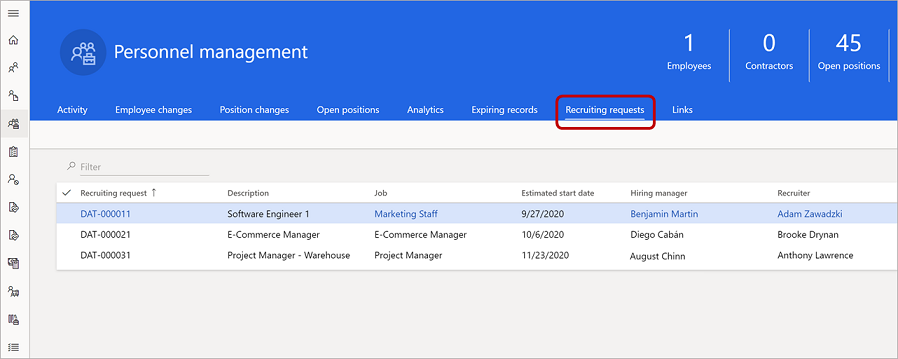 Personnel management
1 0 45
Employees Contractors Open positions
Activity Employee changes Position changes Open positions Analytics Expiring records Recruiting requests Links
Filter
Recruiting request ↑ Description Job Estimated start date Hiring manager Recruiter
DAT-000011 Software Engineer 1 Marketing Staff 9/27/2020 Benjamin Martin Adam Zawadzki
DAT-000021 E-Commerce Manager E-Commerce Manager 10/6/2020 Diego Cabán Brooke Drynan
DAT-000031 Project Manager - Warehouse Project Manager 11/23/2020 August Chinn Anthony Lawrence